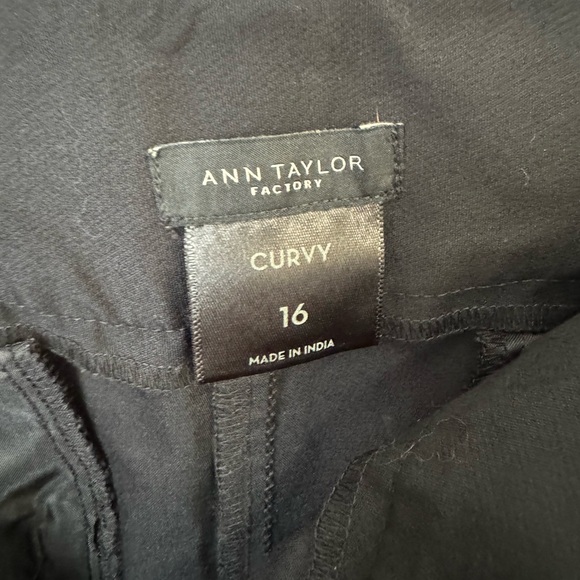 ANN TAYLOR
FACTORY
CURVY
16
MADE IN INDIA